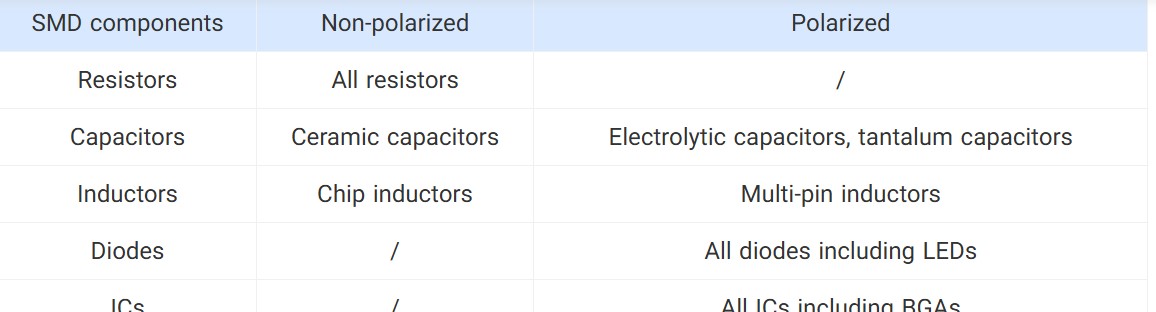 SMD components Non-polarized Polarized
Resistors All resistors /
Capacitors Ceramic capacitors Electrolytic capacitors, tantalum capacitors
Inductors Chip inductors Multi-pin inductors
Diodes / All diodes including LEDs
ICs / All ICs including BGAs